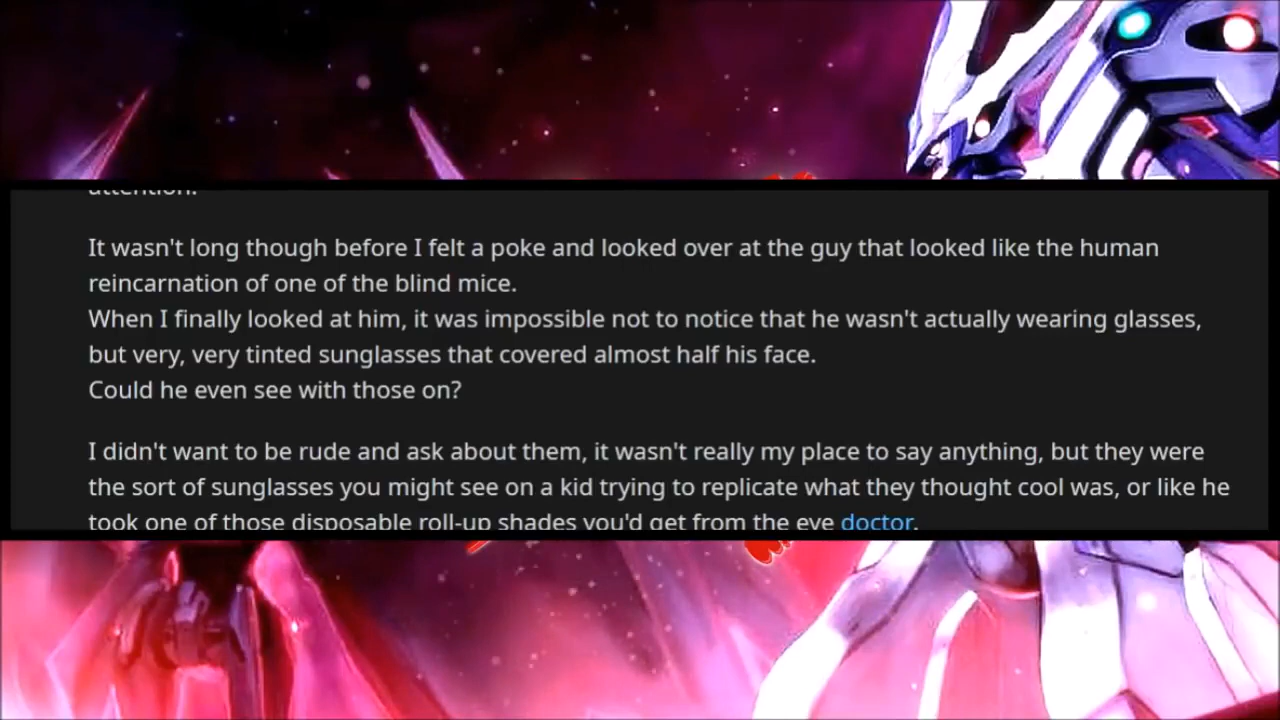 attention.
It wasn't long though before I felt a poke and looked over at the guy that looked like the human
reincarnation of one of the blind mice.
When I finally looked at him, it was impossible not to notice that he wasn't actually wearing glasses,
but very, very tinted sunglasses that covered almost half his face.
Could he even see with those on?
I didn't want to be rude and ask about them, it wasn't really my place to say anything, but they were
the sort of sunglasses you might see on a kid trying to replicate what they thought cool was, or like he
took one of those disposable roll-up shades you'd get from the eye doctor.